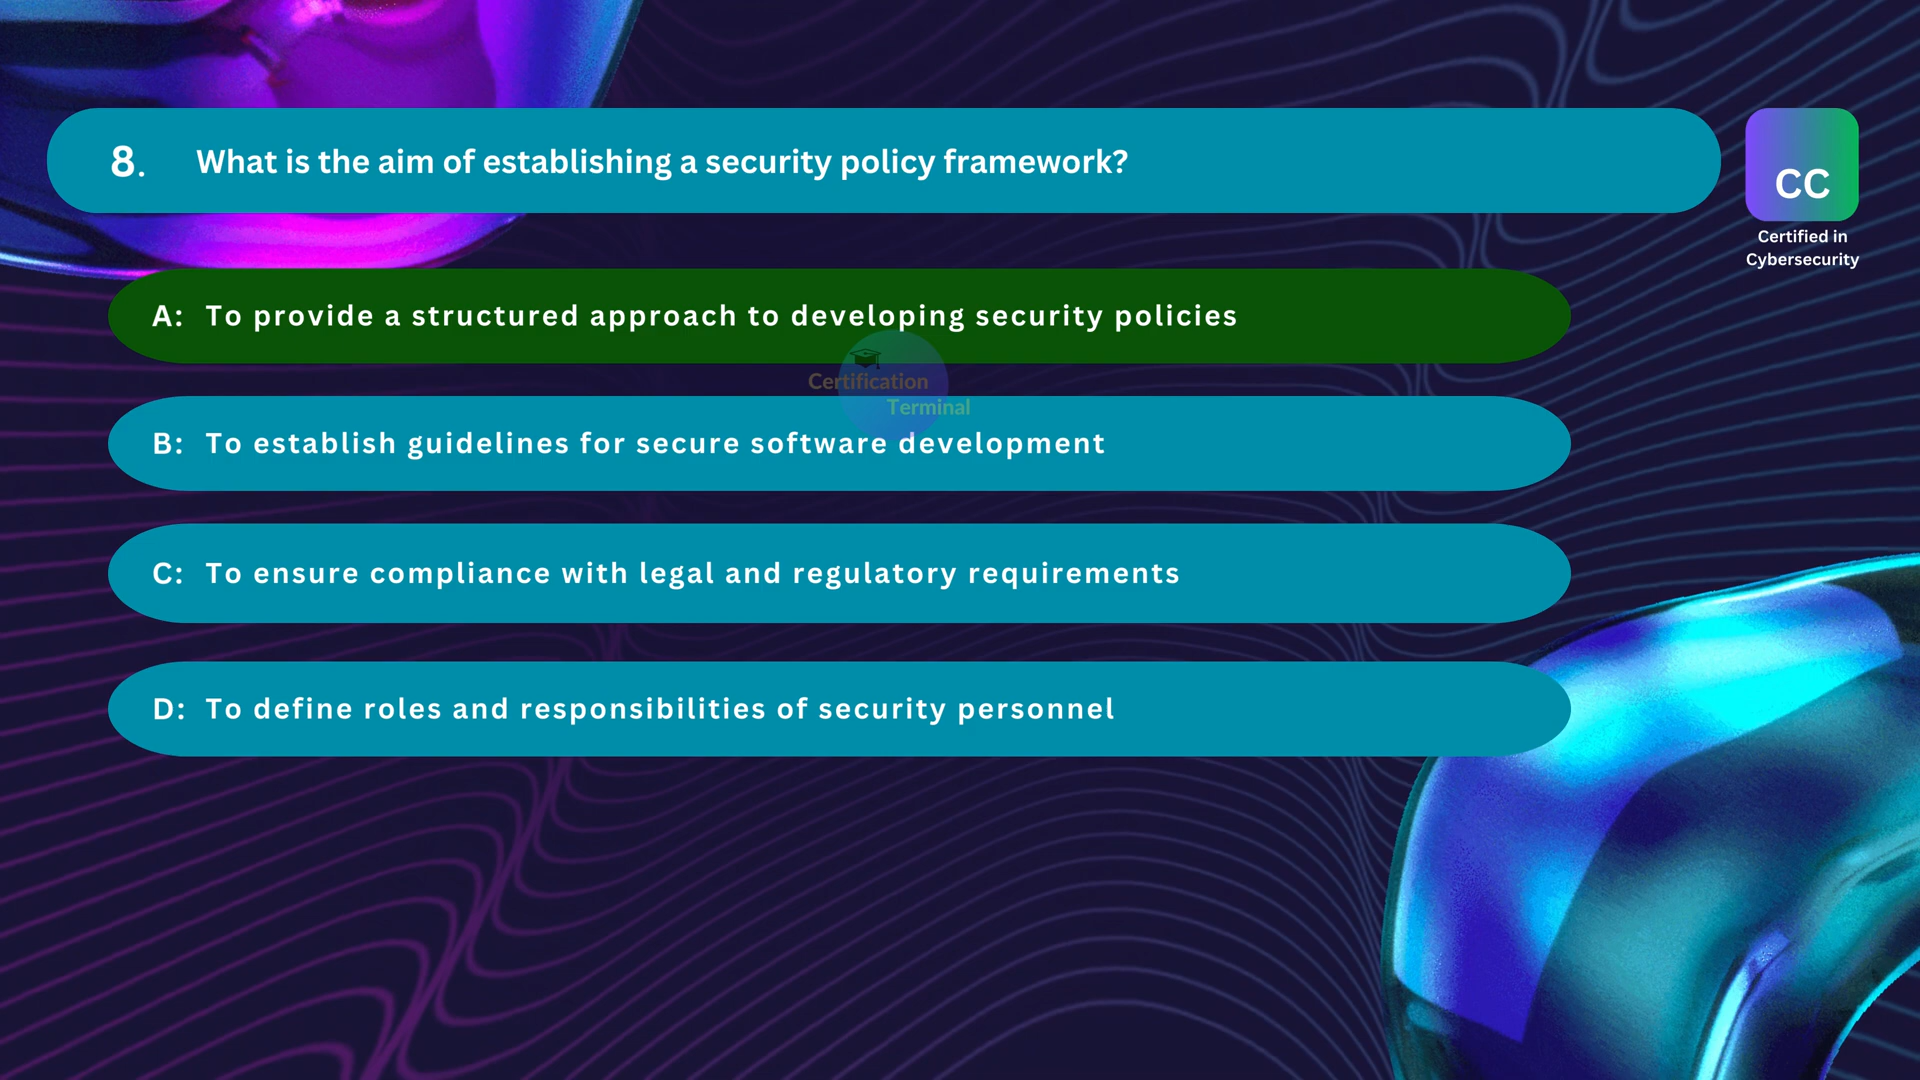 8. What is the aim of establishing a security policy framework?
CC
Certified in
Cybersecurity
A: To provide a structured approach to developing security policies
Certification
Terminal
B: To establish guidelines for secure software development
C: To ensure compliance with legal and regulatory requirements
D: To define roles and responsibilities of security personnel